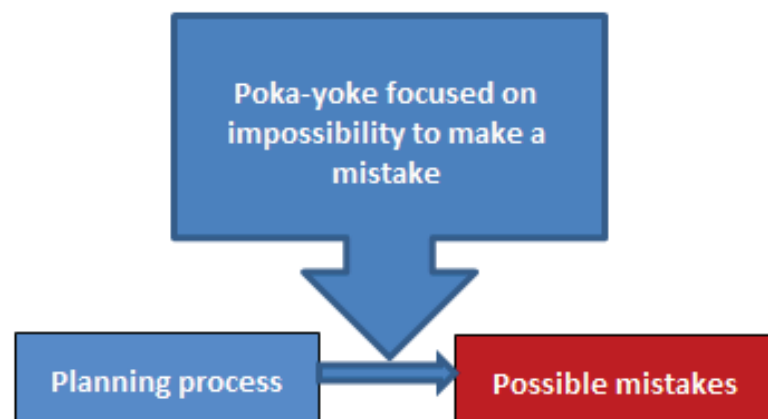 Poka-yoke focused on
impossibility to make a
mistake
Planning process
Possible mistakes